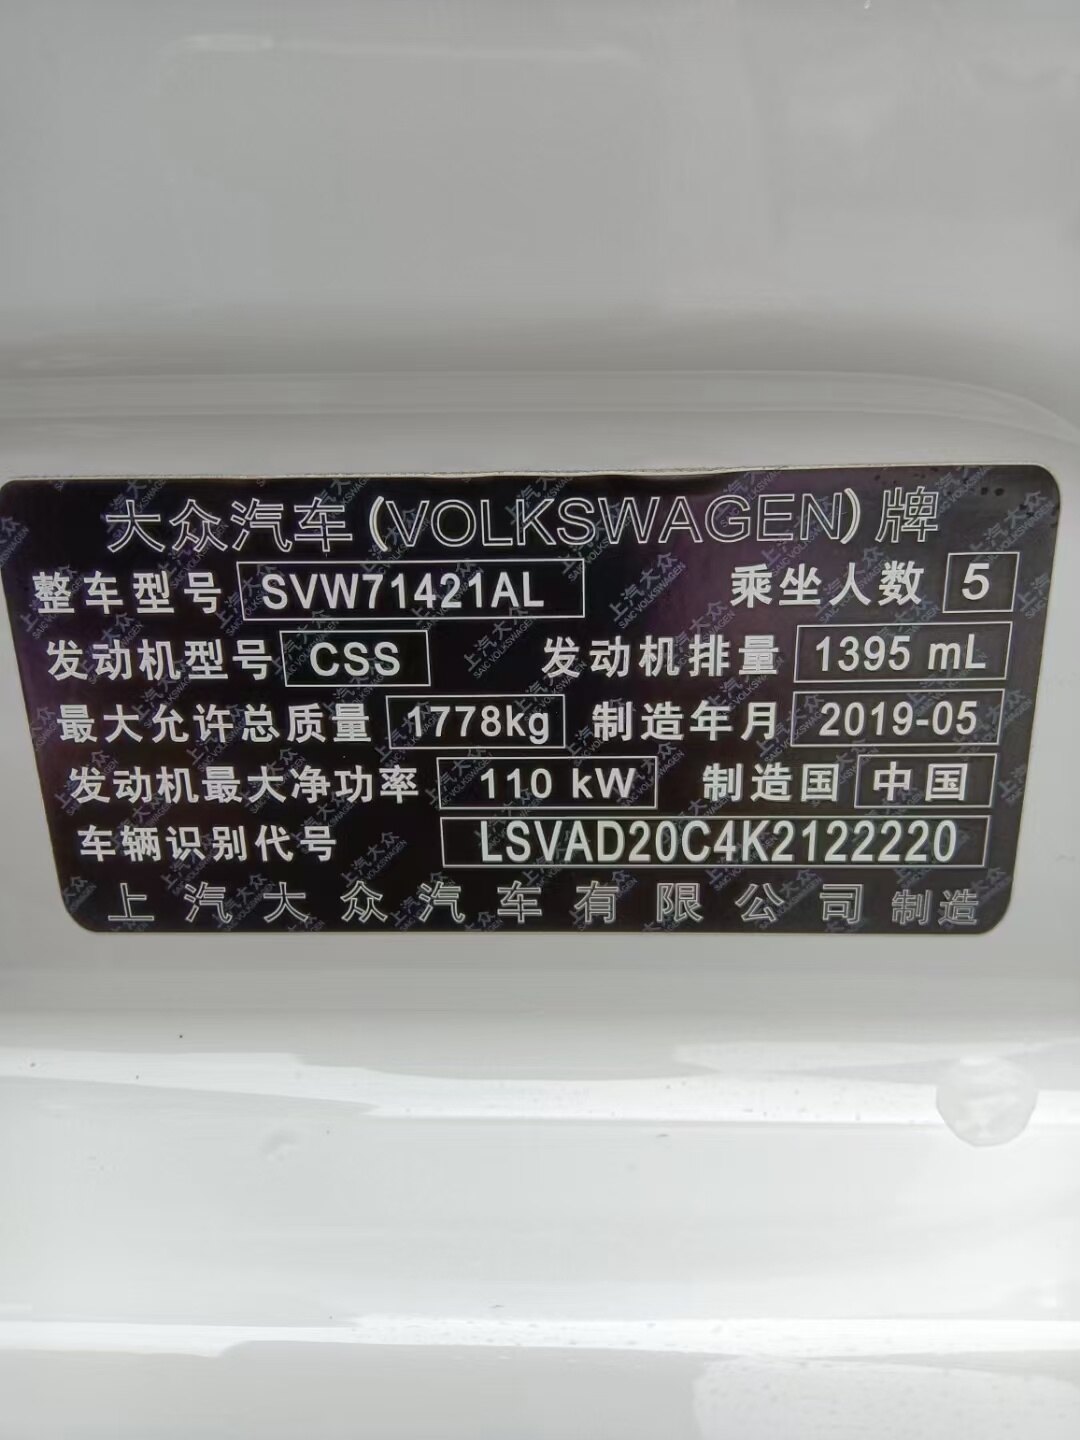 大众汽车(VOLKSWAGEN)牌
整车型号 SVW71421AL 乘坐人数 5
发动机型号 CSS 发动机排量 1395 mL
最大允许总质量 1778kg 制造年月 2019-05
发动机最大净功率 110 kW 制造国 中国
车辆识别代号 LSVAD20C4K2122220
上汽大众汽车有限公司 制造